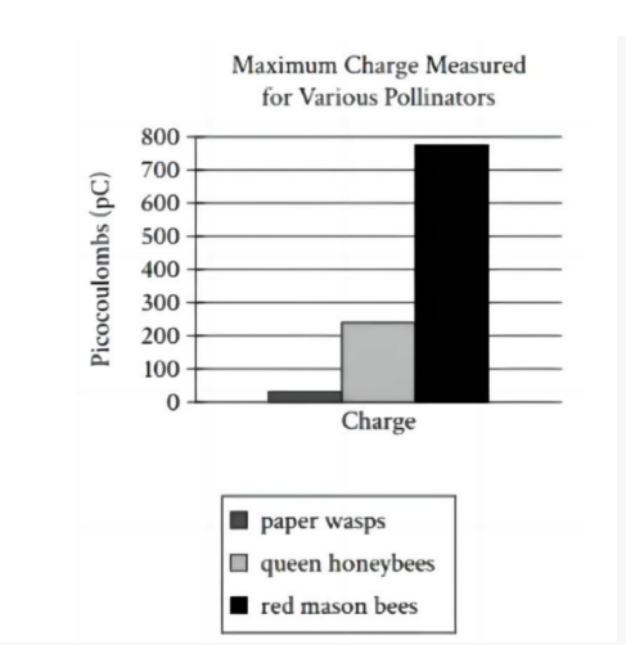 Maximum Charge Measured
for Various Pollinators
Picocoulombs (pC)
800
700
600
500
400
300
200
100
0
Charge
paper wasps
queen honeybees
red mason bees